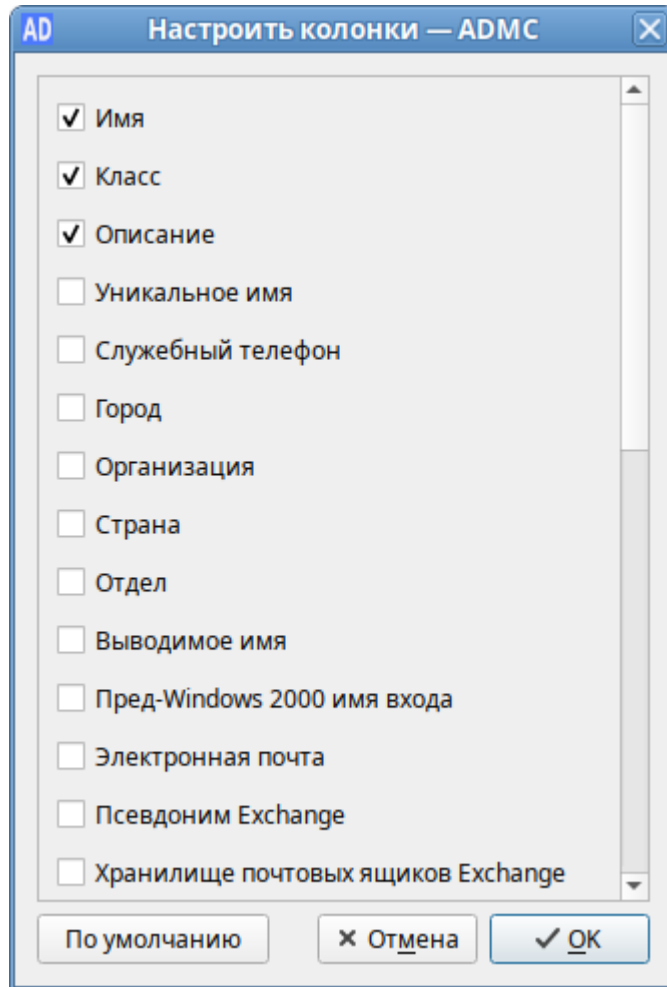 AD Настроить колонки — ADMC
Имя
Класс
Описание
Уникальное имя
Служебный телефон
Город
Организация
Страна
Отдел
Выводимое имя
Пред-Windows 2000 имя входа
Электронная почта
Псевдоним Exchange
Хранилище почтовых ящиков Exchange
По умолчанию Отмена OK